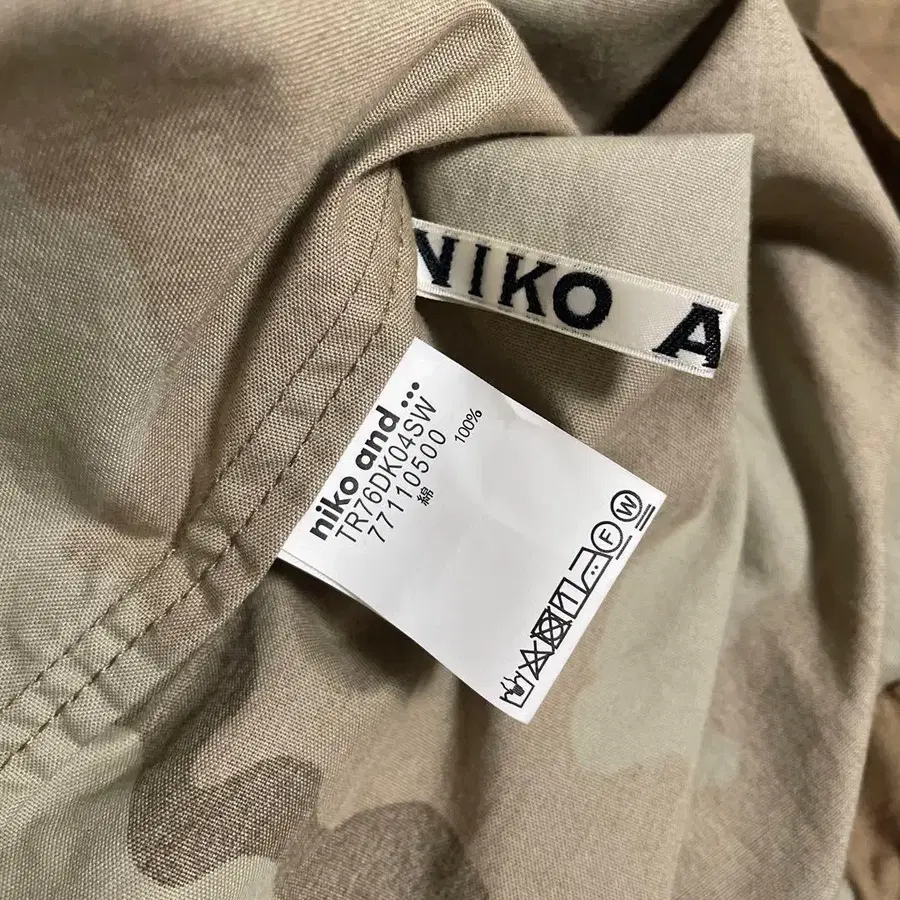 NIKO A
niko and ...
TR76DK04SW
77110500
綿 100%
F W